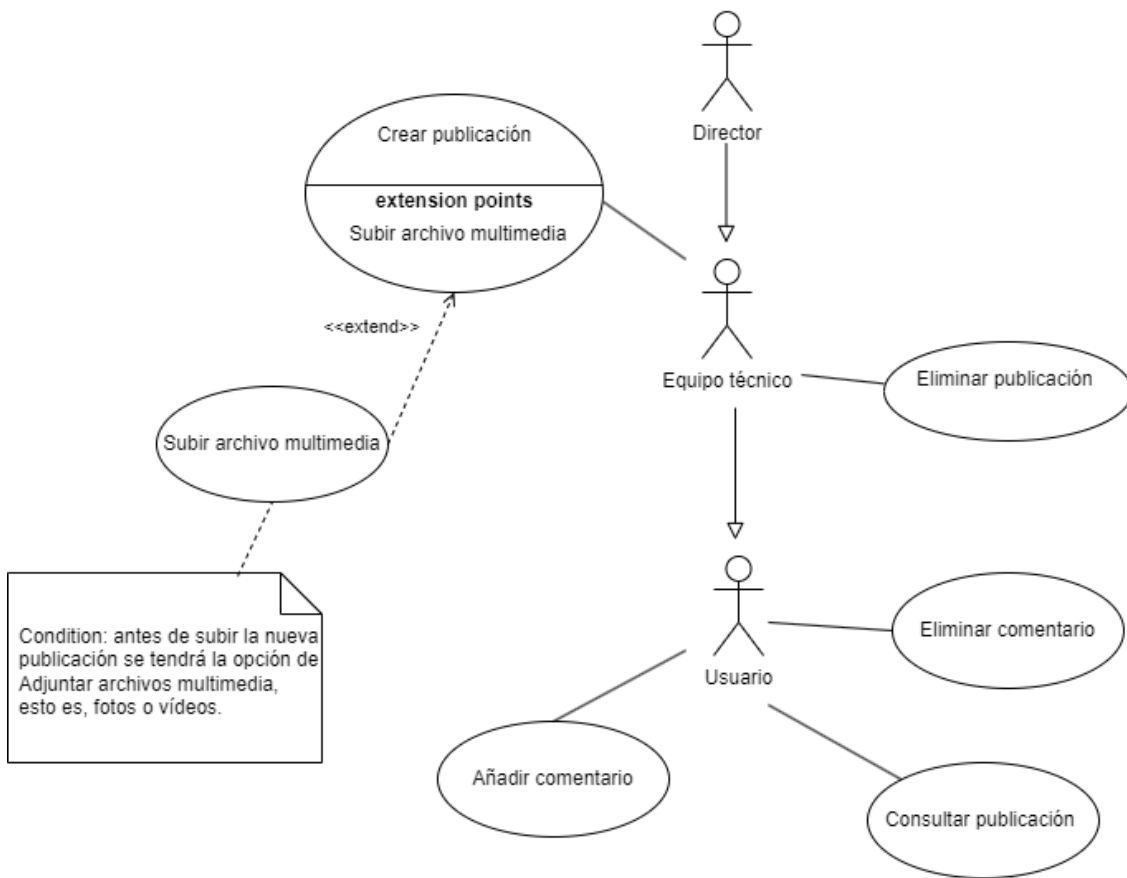 Director
Crear publicación
extension points
Subir archivo multimedia
<<extend>>
Equipo técnico
Eliminar publicación
Subir archivo multimedia
Condition: antes de subir la nueva
publicación se tendrá la opción de
Adjuntar archivos multimedia,
esto es, fotos o vídeos.
Usuario
Eliminar comentario
Añadir comentario
Consultar publicación